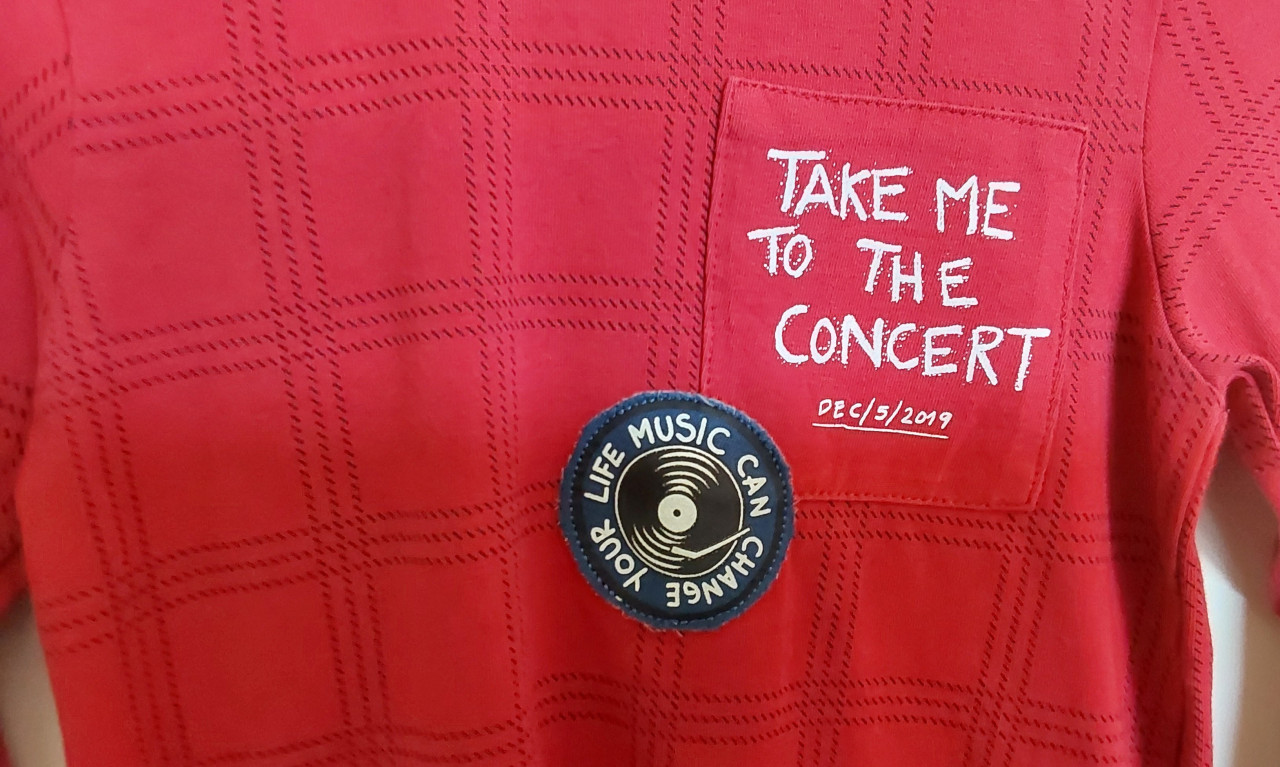 TAKE ME
TO THE
CONCERT
DEC/5/2019
MUSIC CAN CHANGE YOUR LIFE